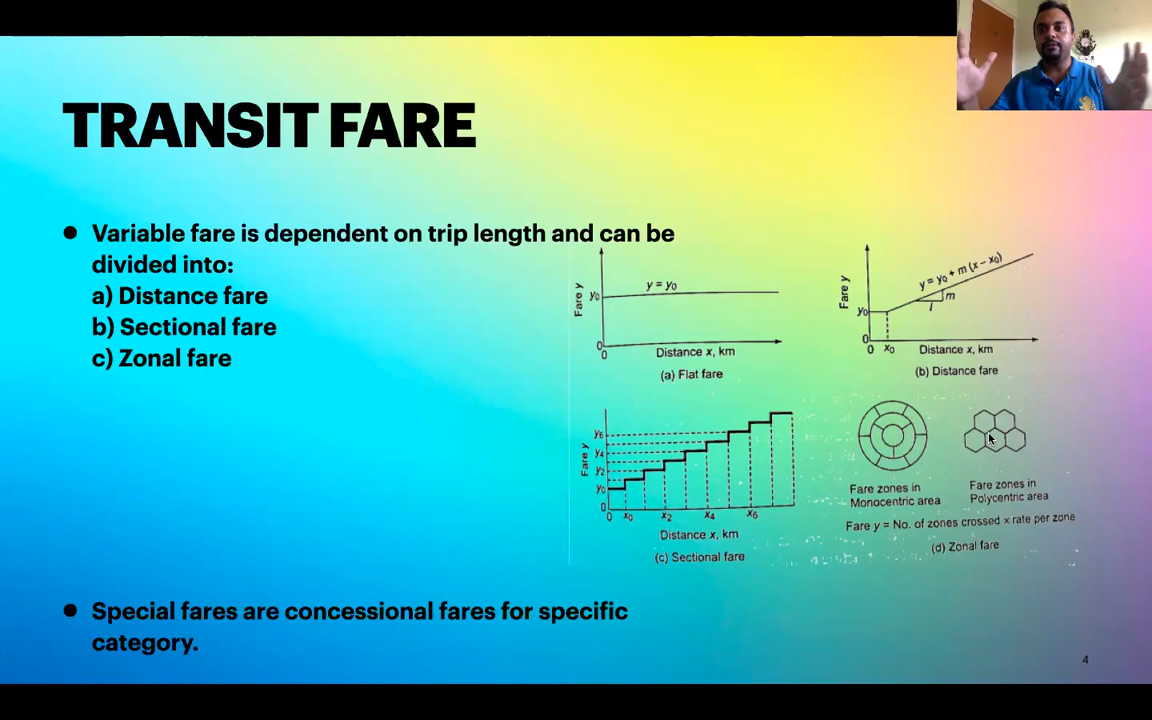 TRANSIT FARE
● Variable fare is dependent on trip length and can be
divided into:
a) Distance fare
b) Sectional fare
c) Zonal fare
Fare y
y₀
y = y₀
0
0
Distance x, km
(a) Flat fare
Fare y
y₀
y = y₀ + m (x – x₀)
m
l
0
0 x₀ Distance x, km
(b) Distance fare
Fare y
y₆
y₄
y₂
y₀
0
0 x₀ x₂ x₄ x₆
Distance x, km
(c) Sectional fare
Fare zones in
Monocentric area
Fare zones in
Polycentric area
Fare y = No. of zones crossed × rate per zone
(d) Zonal fare
● Special fares are concessional fares for specific
category.
4